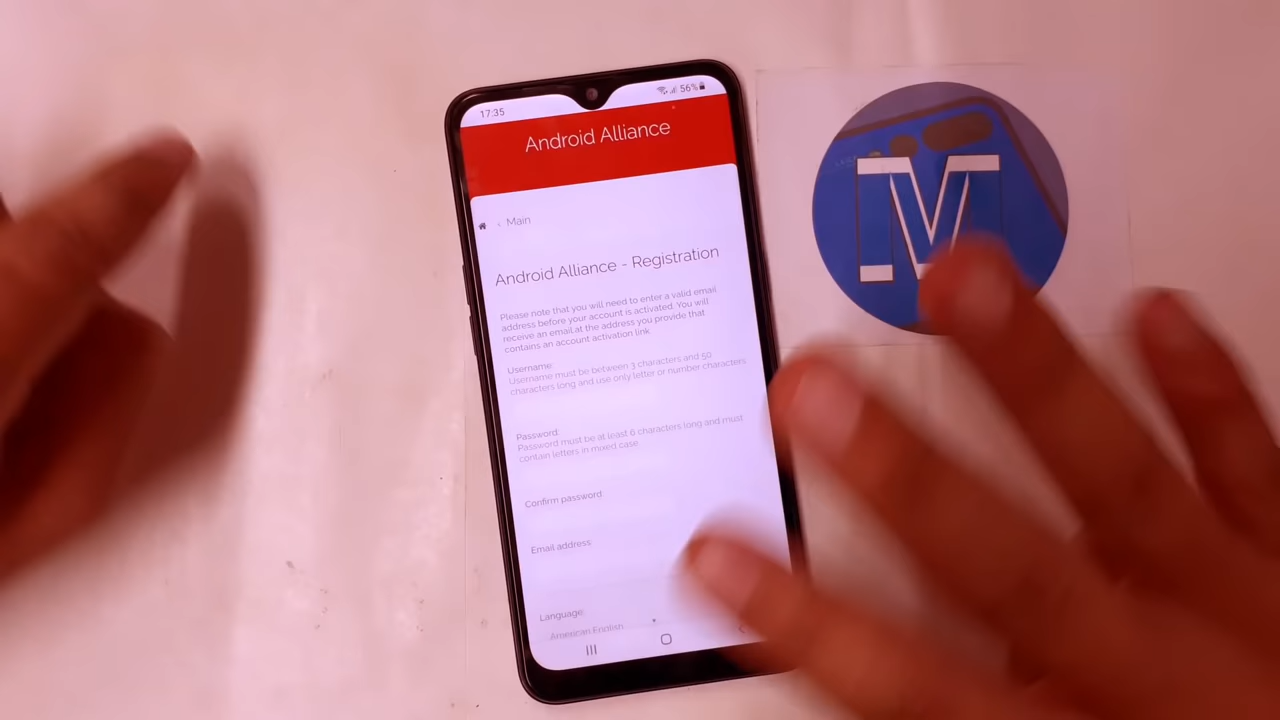 17:35
56%
Android Alliance
Main
Android Alliance - Registration
Please note that you will need to enter a valid email
address before your account is activated. You will
receive an email at the address you provide that
contains an account activation link.
Username:
Username must be between 3 characters and 50
characters long and use only letter or number characters
Password:
Password must be at least 6 characters long and must
contain letters in mixed case.
Confirm password:
Email address:
Language:
American English
M